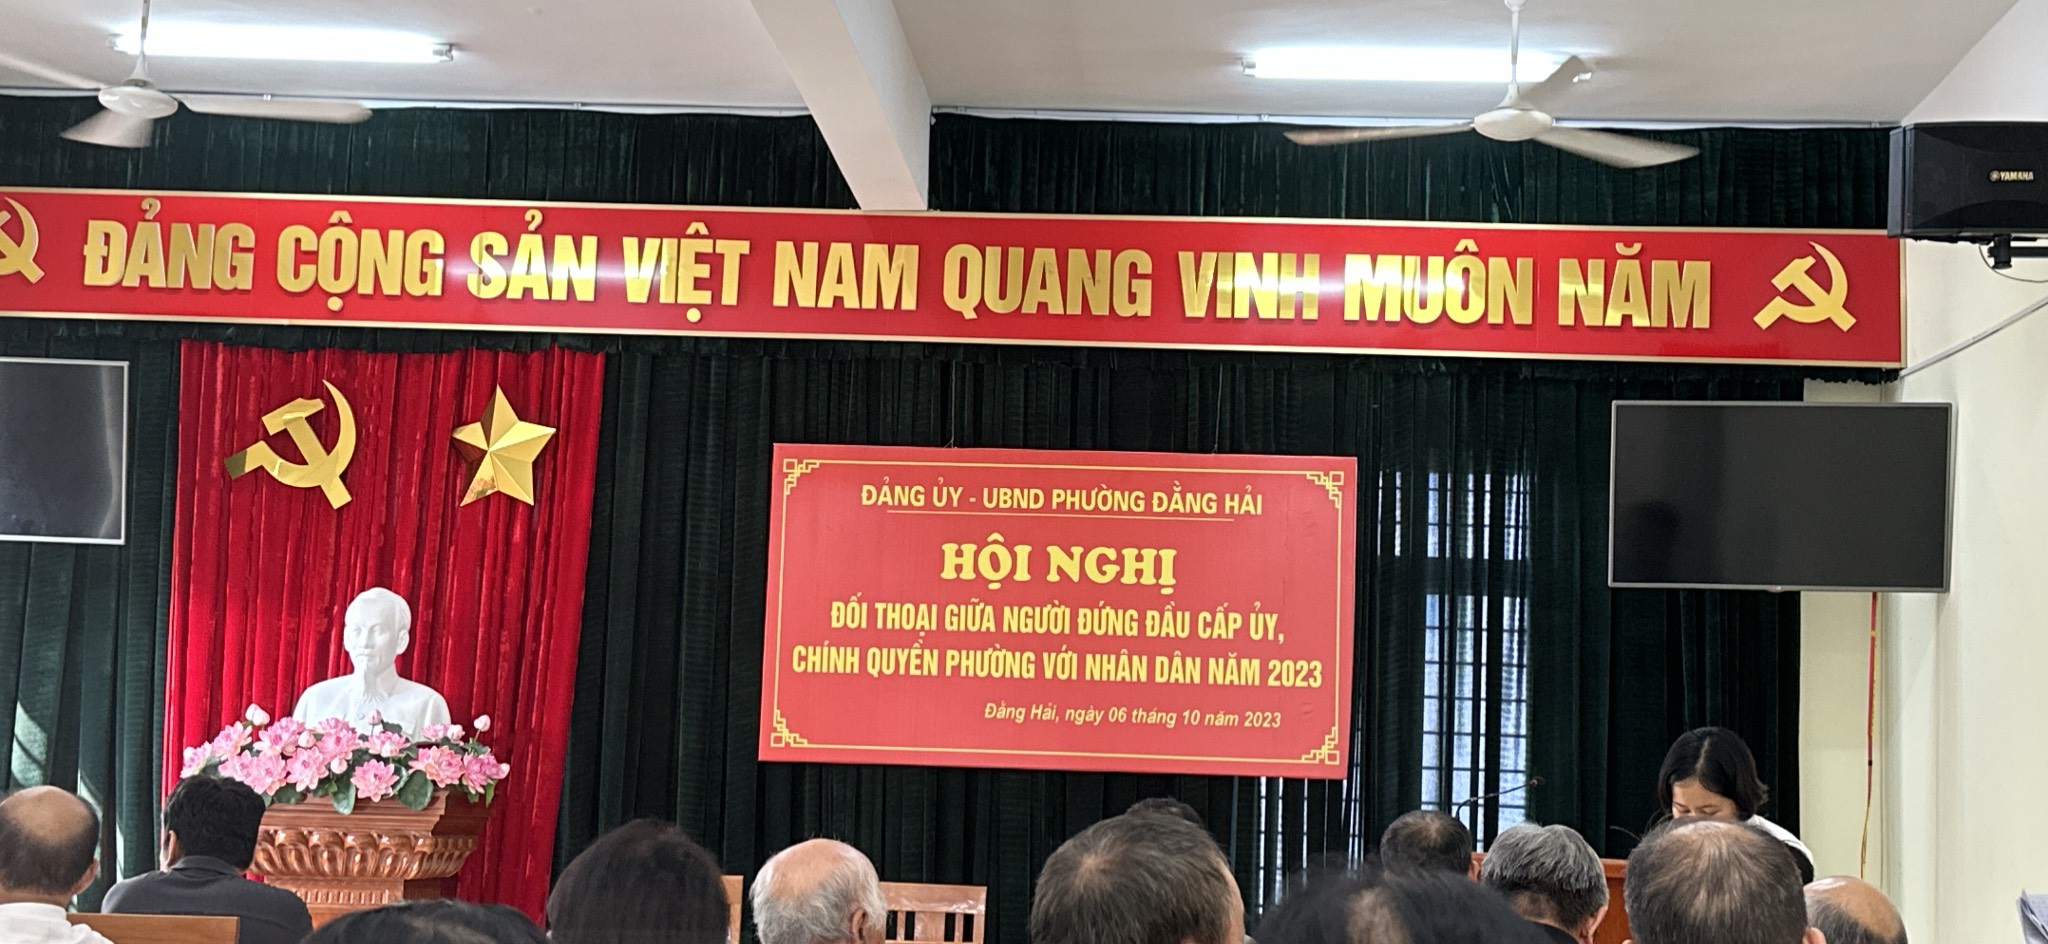 ĐẢNG CỘNG SẢN VIỆT NAM QUANG VINH MUÔN NĂM
YAMAHA
ĐẢNG ỦY - UBND PHƯỜNG ĐẰNG HẢI
HỘI NGHỊ
ĐỐI THOẠI GIỮA NGƯỜI ĐỨNG ĐẦU CẤP ỦY,
CHÍNH QUYỀN PHƯỜNG VỚI NHÂN DÂN NĂM 2023
Đằng Hải, ngày 06 tháng 10 năm 2023